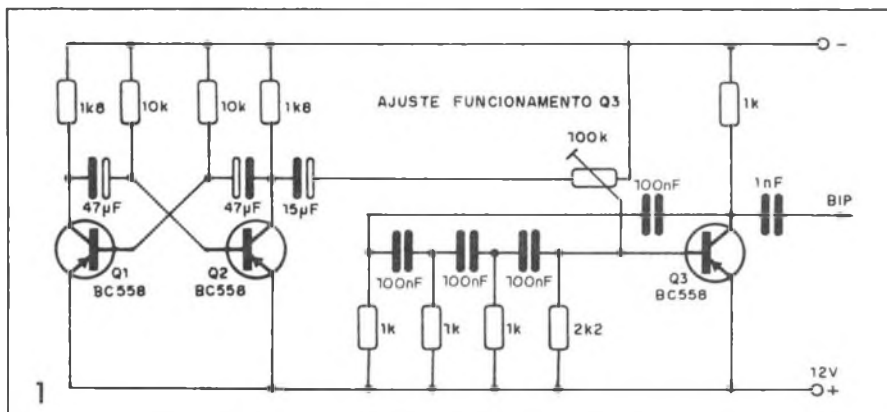 1k8
10k
10k
1k8
AJUSTE FUNCIONAMENTO Q3
100k
1k
47µF
47µF
15µF
100nF
1nF
BIP
Q1
BC558
Q2
BC558
100nF
100nF
100nF
Q3
BC558
1k
1k
1k
2k2
12V
-
+
1